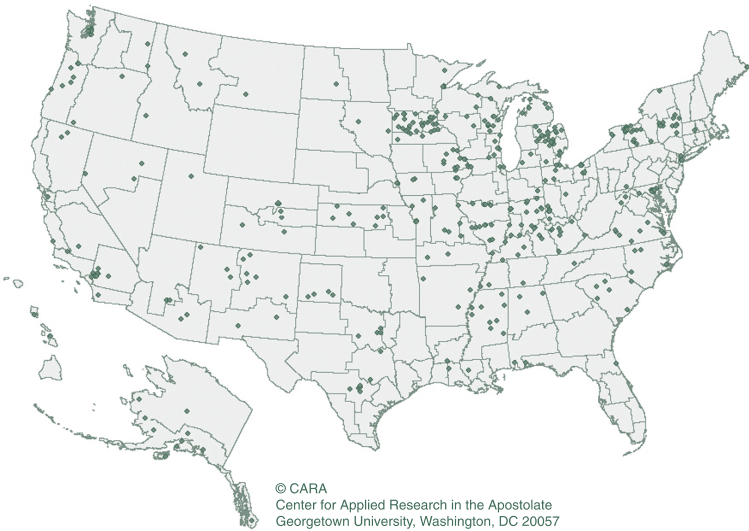 © CARA
Center for Applied Research in the Apostolate
Georgetown University, Washington, DC 20057